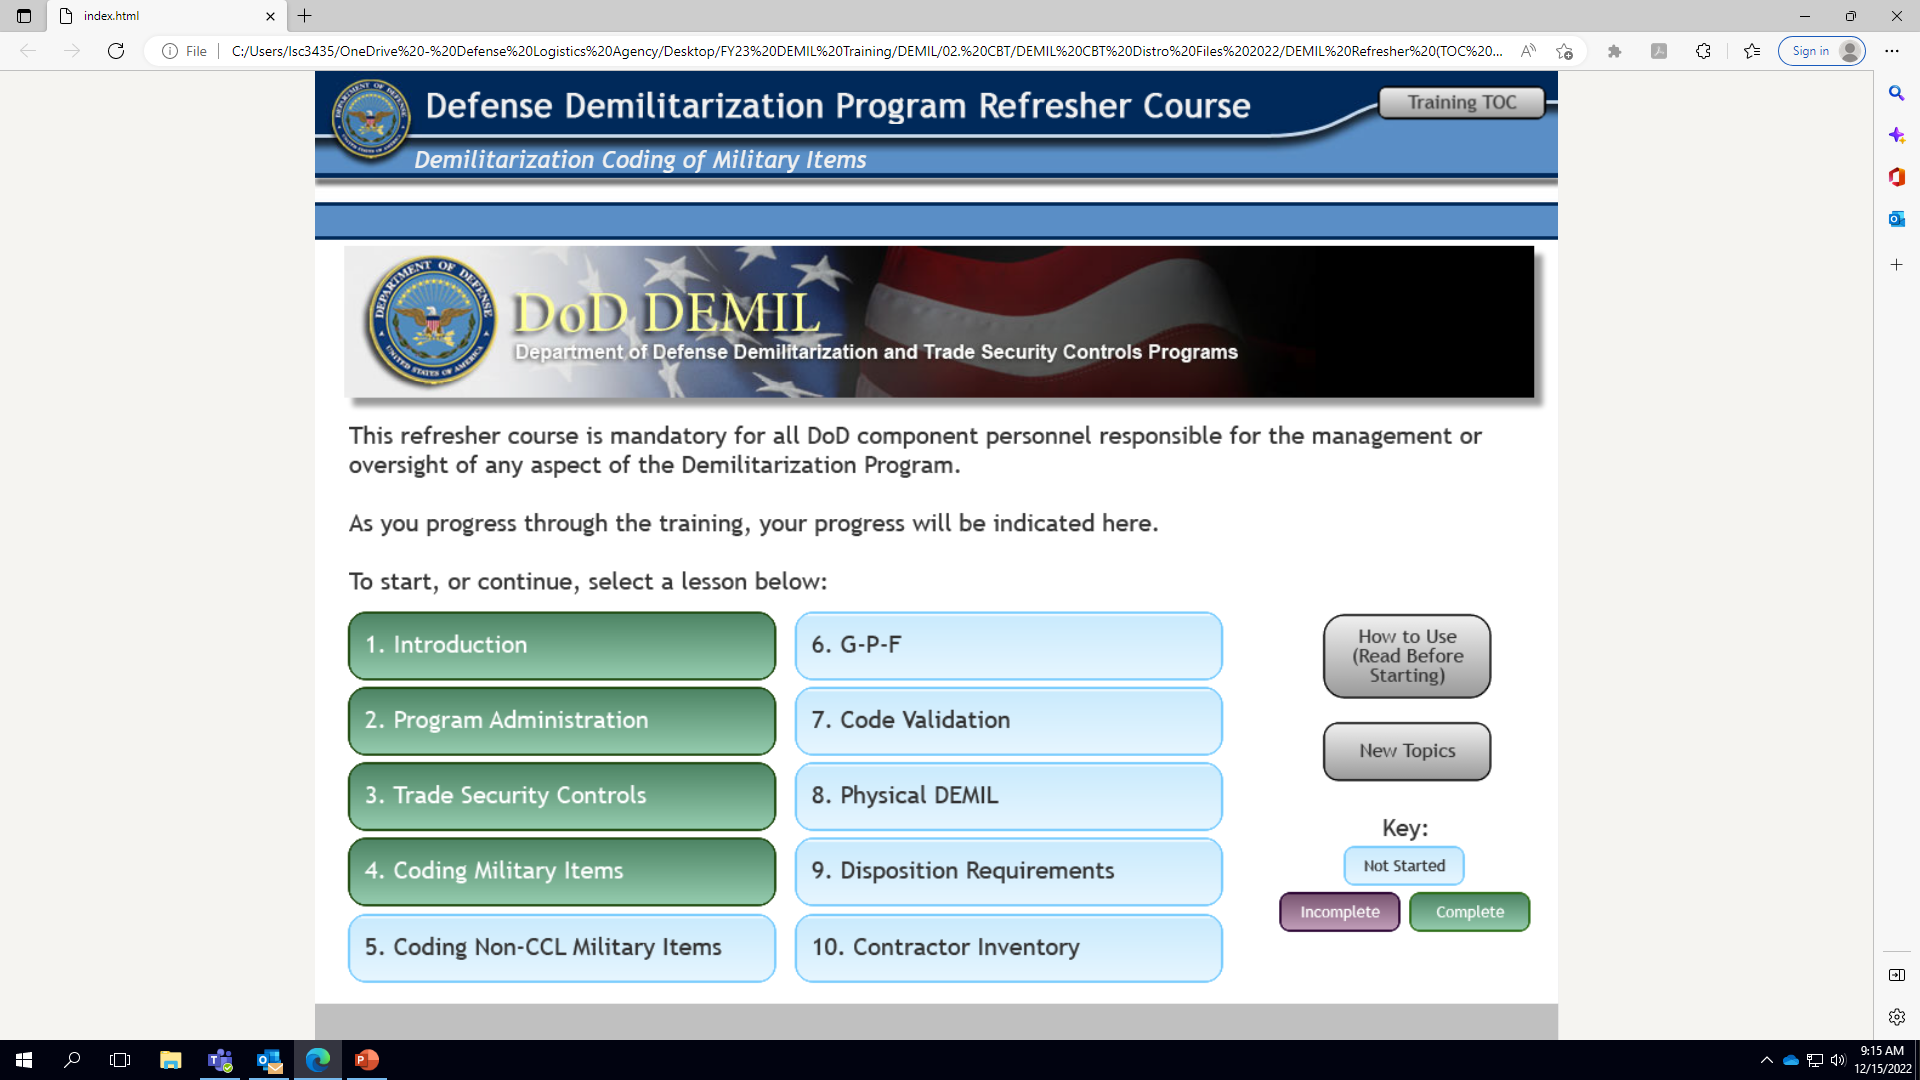 index.html
File
C:/Users/lsc3435/OneDrive%20-%20Defense%20Logistics%20Agency/Desktop/FY23%20DEMIL%20Training/DEMIL/02.%20CBT/DEMIL%20CBT%20Distro%20Files%202022/DEMIL%20Refresher%20(TOC%20...
Sign in
Defense Demilitarization Program Refresher Course
Training TOC
Demilitarization Coding of Military Items
DEPARTMENT OF DEFENSE
UNITED STATES OF AMERICA
DoD DEMIL
Department of Defense Demilitarization and Trade Security Controls Programs
This refresher course is mandatory for all DoD component personnel responsible for the management or
oversight of any aspect of the Demilitarization Program.
As you progress through the training, your progress will be indicated here.
To start, or continue, select a lesson below:
1. Introduction
2. Program Administration
3. Trade Security Controls
4. Coding Military Items
5. Coding Non-CCL Military Items
6. G-P-F
7. Code Validation
8. Physical DEMIL
9. Disposition Requirements
10. Contractor Inventory
How to Use
(Read Before
Starting)
New Topics
Key:
Not Started
Incomplete
Complete
9:15 AM
12/15/2022